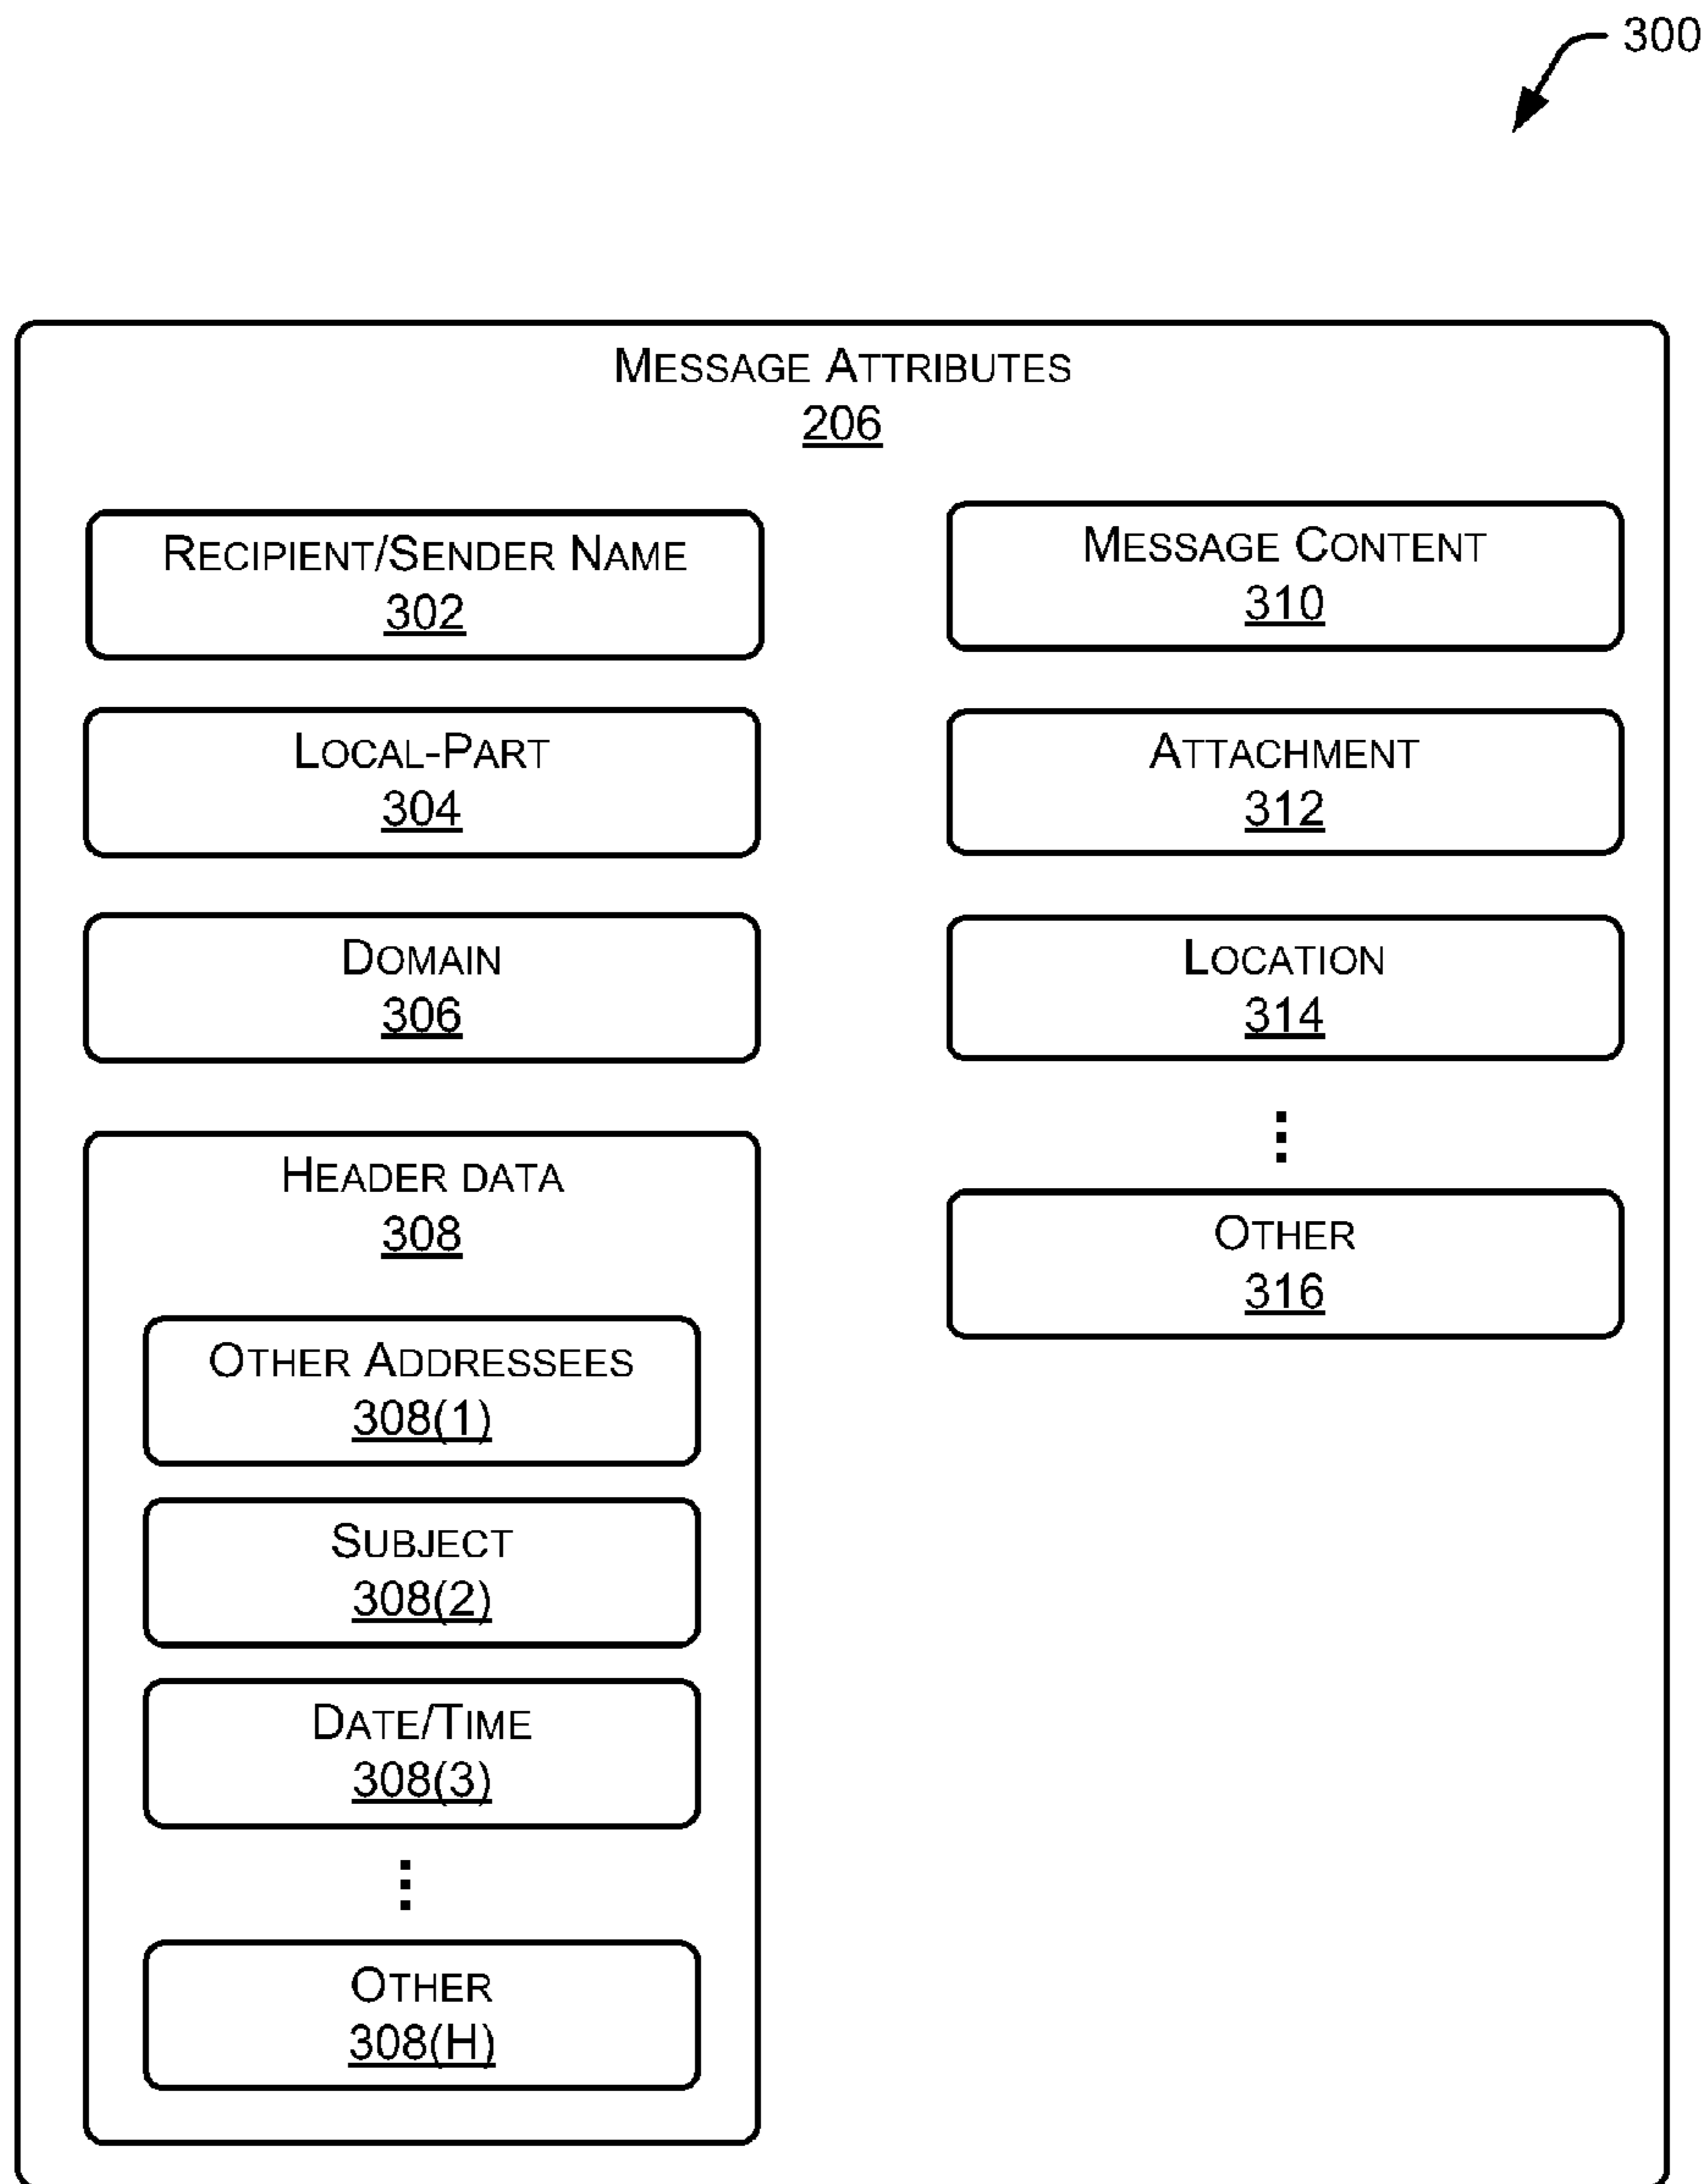 300
MESSAGE ATTRIBUTES
206
RECIPIENT/SENDER NAME
302
LOCAL-PART
304
DOMAIN
306
HEADER DATA
308
OTHER ADDRESSEES
308(1)
SUBJECT
308(2)
DATE/TIME
308(3)
OTHER
308(H)
MESSAGE CONTENT
310
ATTACHMENT
312
LOCATION
314
OTHER
316